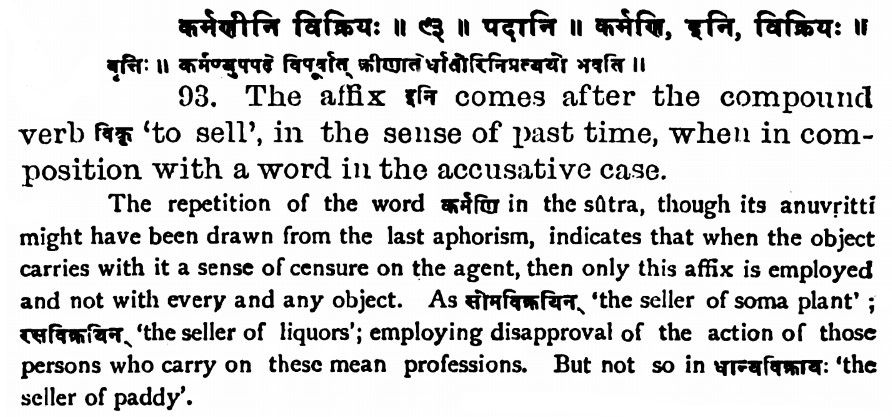 कर्मणीनि विक्रियः ॥ ९३ ॥ पदानि ॥ कर्मणि, इनि, विक्रियः ॥
वृत्तिः ॥ कर्मण्युपपदे विपूर्वात् क्रीणातेर्धातोरिनिप्रत्ययो भवति ॥
93. The affix इनि comes after the compound
verb विक्रू 'to sell', in the sense of past time, when in com-
position with a word in the accusative case.
The repetition of the word कर्मणि in the sûtra, though its anuvṛitti
might have been drawn from the last aphorism, indicates that when the object
carries with it a sense of censure on the agent, then only this affix is employed
and not with every and any object. As सोमविक्रयिन् 'the seller of soma plant' ;
रसविक्रयिन् 'the seller of liquors'; employing disapproval of the action of those
persons who carry on these mean professions. But not so in धान्यविक्रायः 'the
seller of paddy'.